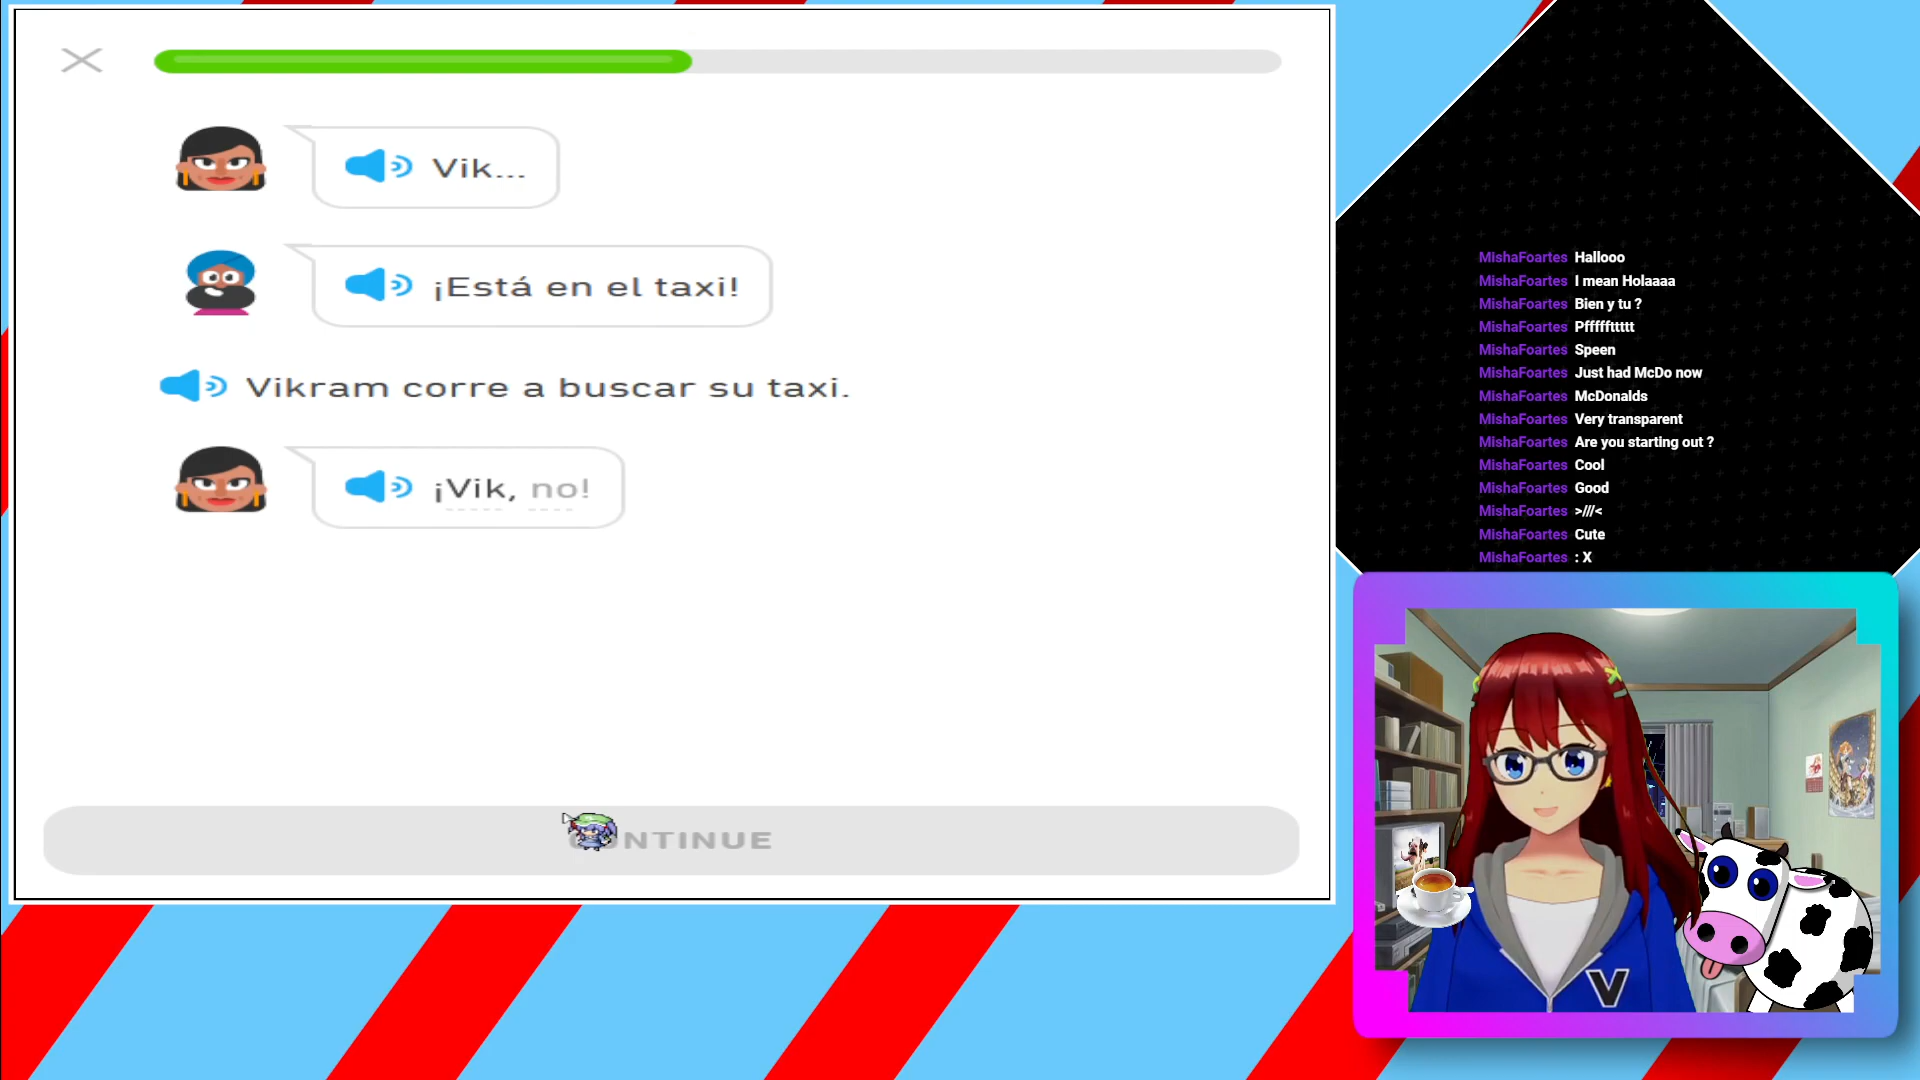 Vik...
¡Está en el taxi!
Vikram corre a buscar su taxi.
¡Vik, no!
NTINUE
MishaFoartes Hallooo
MishaFoartes I mean Holaaaa
MishaFoartes Bien y tu ?
MishaFoartes Pffffffttttt
MishaFoartes Speen
MishaFoartes Just had McDo now
MishaFoartes McDonalds
MishaFoartes Very transparent
MishaFoartes Are you starting out ?
MishaFoartes Cool
MishaFoartes Good
MishaFoartes >///<
MishaFoartes Cute
MishaFoartes : X
V